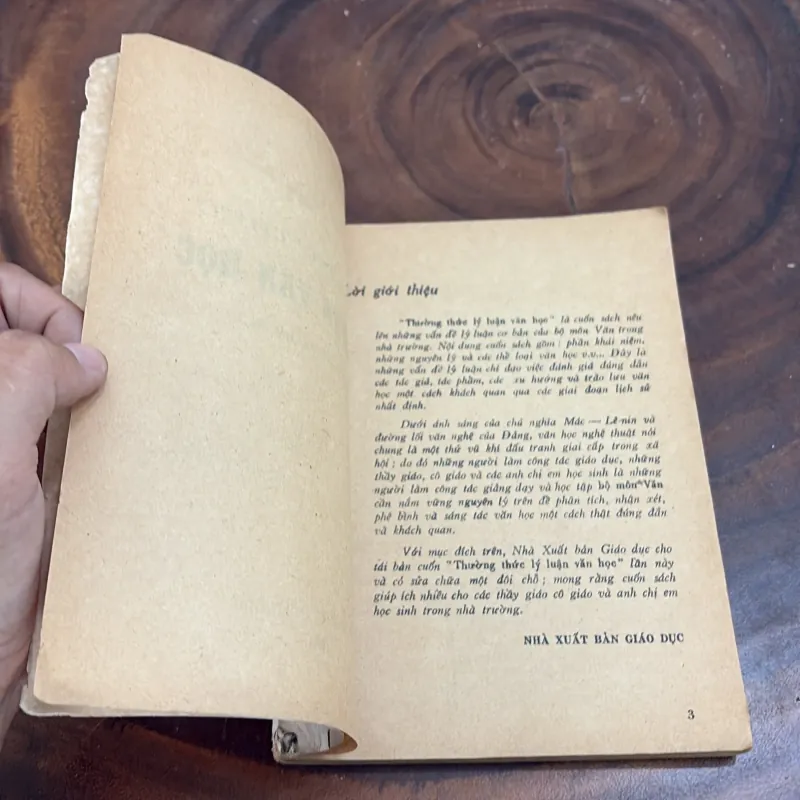 Lời giới thiệu
"Thường thức lý luận văn học" là cuốn sách nêu
lên những vấn đề lý luận cơ bản của bộ môn Văn trong
nhà trường. Nội dung cuốn sách gồm: phần khái niệm,
những nguyên lý và các thể loại văn học v.v... Đây là
những vấn đề lý luận chỉ đạo việc đánh giá đúng đắn
các tác giả, tác phẩm, các xu hướng và trào lưu văn
học một cách khách quan qua các giai đoạn lịch sử
nhất định.
Dưới ánh sáng của chủ nghĩa Mác — Lê-nin và
đường lối văn nghệ của Đảng, văn học nghệ thuật nói
chung là một thứ vũ khí đấu tranh giai cấp trong xã
hội; do đó những người làm công tác giáo dục, những
thầy giáo, cô giáo và các anh chị em học sinh là những
người làm công tác giảng dạy và học tập bộ môn Văn
cần nắm vững nguyên lý trên để phân tích, nhận xét,
phê bình và sáng tác văn học một cách thật đúng đắn
và khách quan.
Với mục đích trên, Nhà Xuất bản Giáo dục cho
tái bản cuốn "Thường thức lý luận văn học" lần này
và có sửa chữa một đôi chỗ; mong rằng cuốn sách
giúp ích nhiều cho các thầy giáo cô giáo và anh chị em
học sinh trong nhà trường.
NHÀ XUẤT BẢN GIÁO DỤC
3